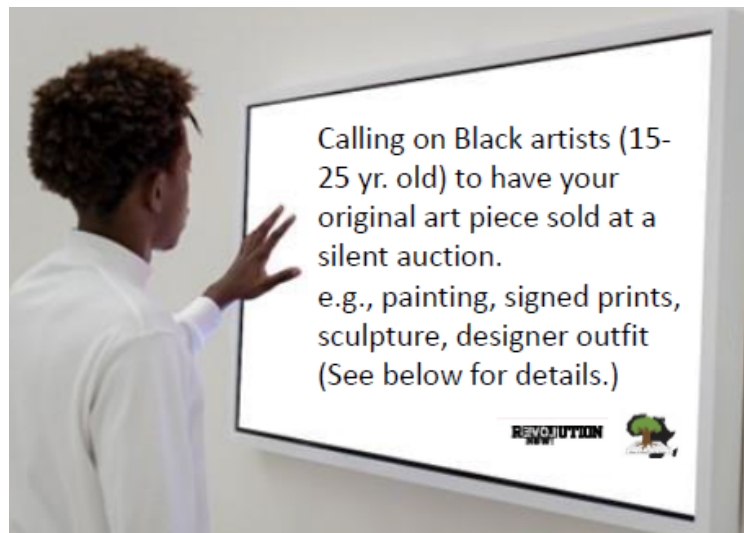 Calling on Black artists (15-
25 yr. old) to have your
original art piece sold at a
silent auction.
e.g., painting, signed prints,
sculpture, designer outfit
(See below for details.)
REVOLUTION
NOW!